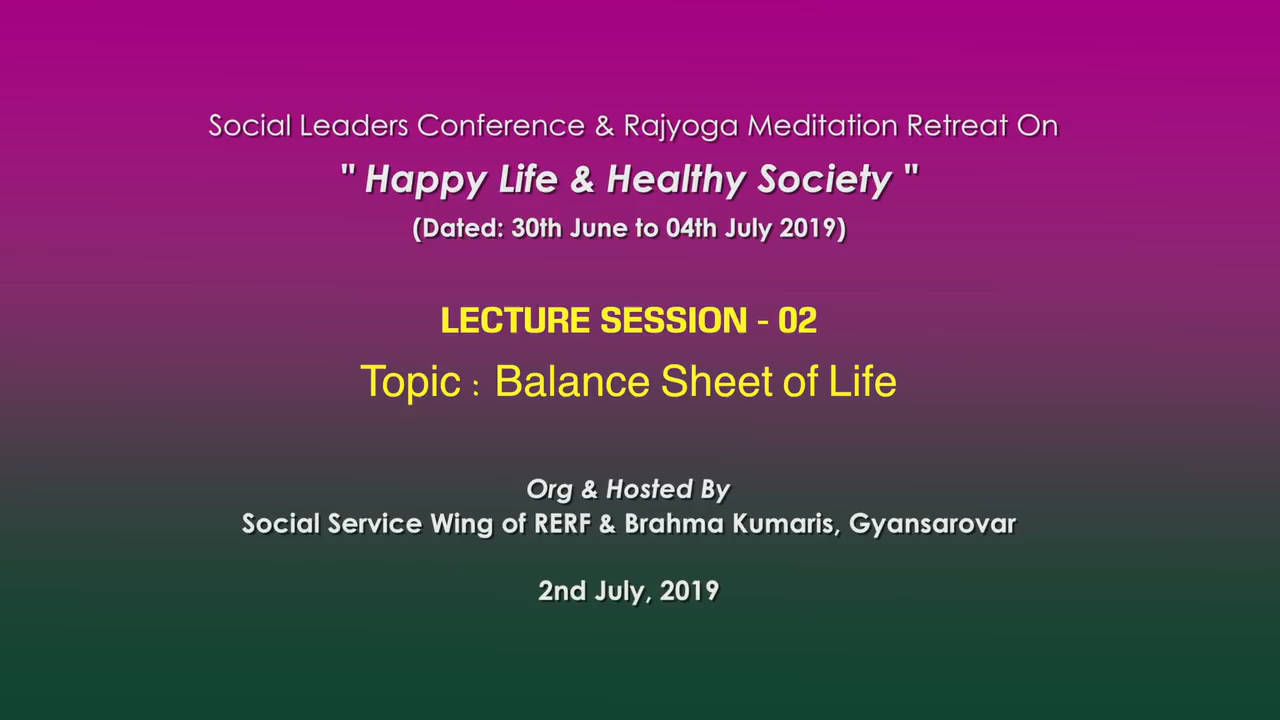 Social Leaders Conference & Rajyoga Meditation Retreat On
" Happy Life & Healthy Society "
(Dated: 30th June to 04th July 2019)
LECTURE SESSION - 02
Topic : Balance Sheet of Life
Org & Hosted By
Social Service Wing of RERF & Brahma Kumaris, Gyansarovar
2nd July, 2019